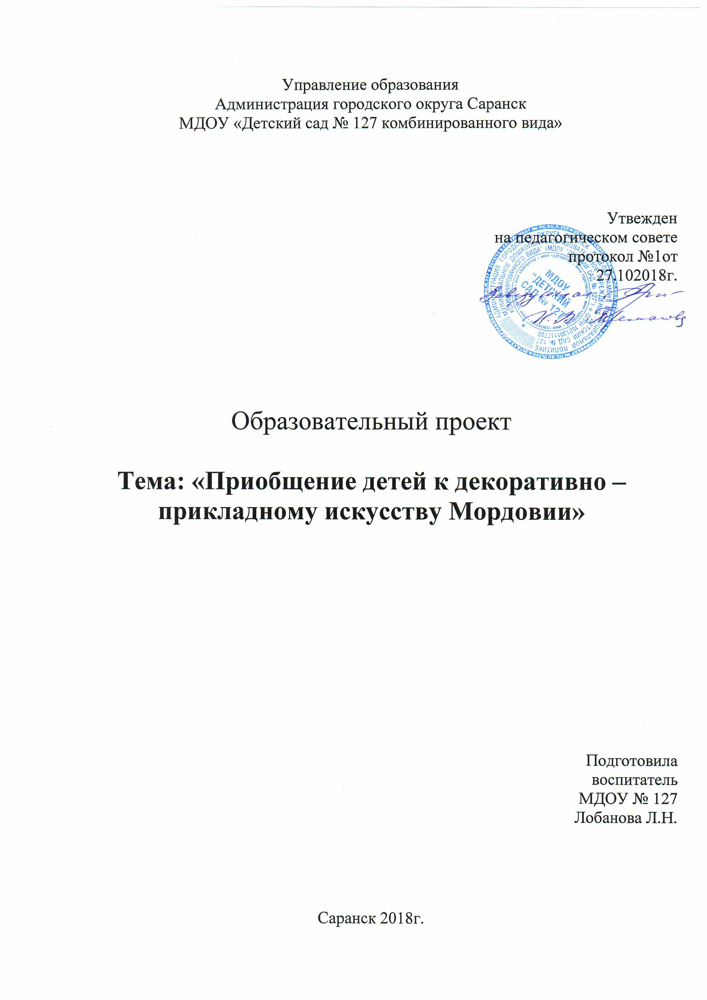 Управление образования
Администрация городского округа Саранск
МДОУ «Детский сад № 127 комбинированного вида»
Утвежден
на педагогическом совете
протокол №1от
27.102018г.
Заведующая
МДОУ
"ДЕТСКИЙ
САД № 127"
Образовательный проект
Тема: «Приобщение детей к декоративно –
прикладному искусству Мордовии»
Подготовила
воспитатель
МДОУ № 127
Лобанова Л.Н.
Саранск 2018г.